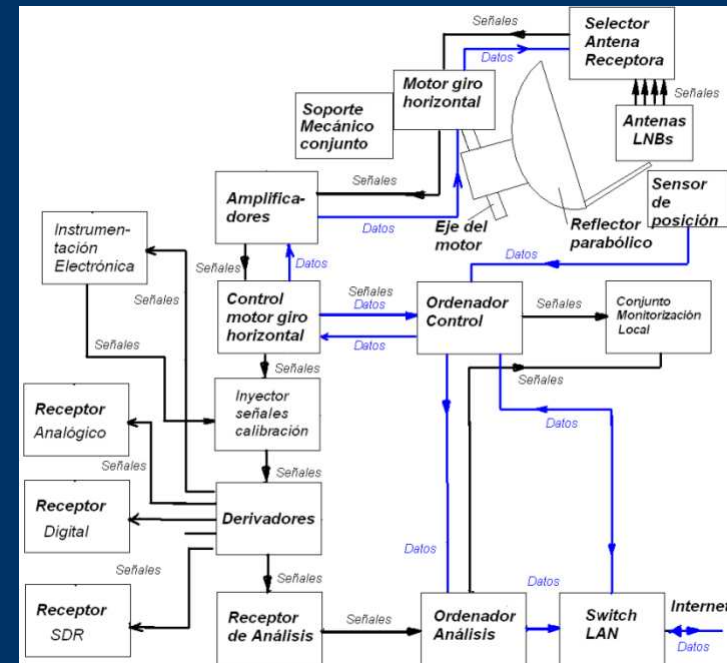 Señales
Selector
Antena
Receptora
Datos
Motor giro
horizontal
Señales
Soporte
Mecánico
conjunto
Antenas
LNBs
Señales
Amplifica-
dores
Datos
Eje del
motor
Reflector
parabólico
Sensor
de
posición
Instrumen-
tación
Electrónica
Señales
Datos
Datos
Señales
Control
motor giro
horizontal
Señales
Datos
Datos
Ordenador
Control
Señales
Conjunto
Monitorización
Local
Señales
Señales
Señales
Inyector
señales
calibración
Datos
Datos
Receptor
Analógico
Señales
Señales
Derivadores
Receptor
Digital
Señales
Datos
Datos
Señales
Receptor
SDR
Receptor
de Análisis
Señales
Ordenador
Análisis
Switch
LAN
Internet
Datos